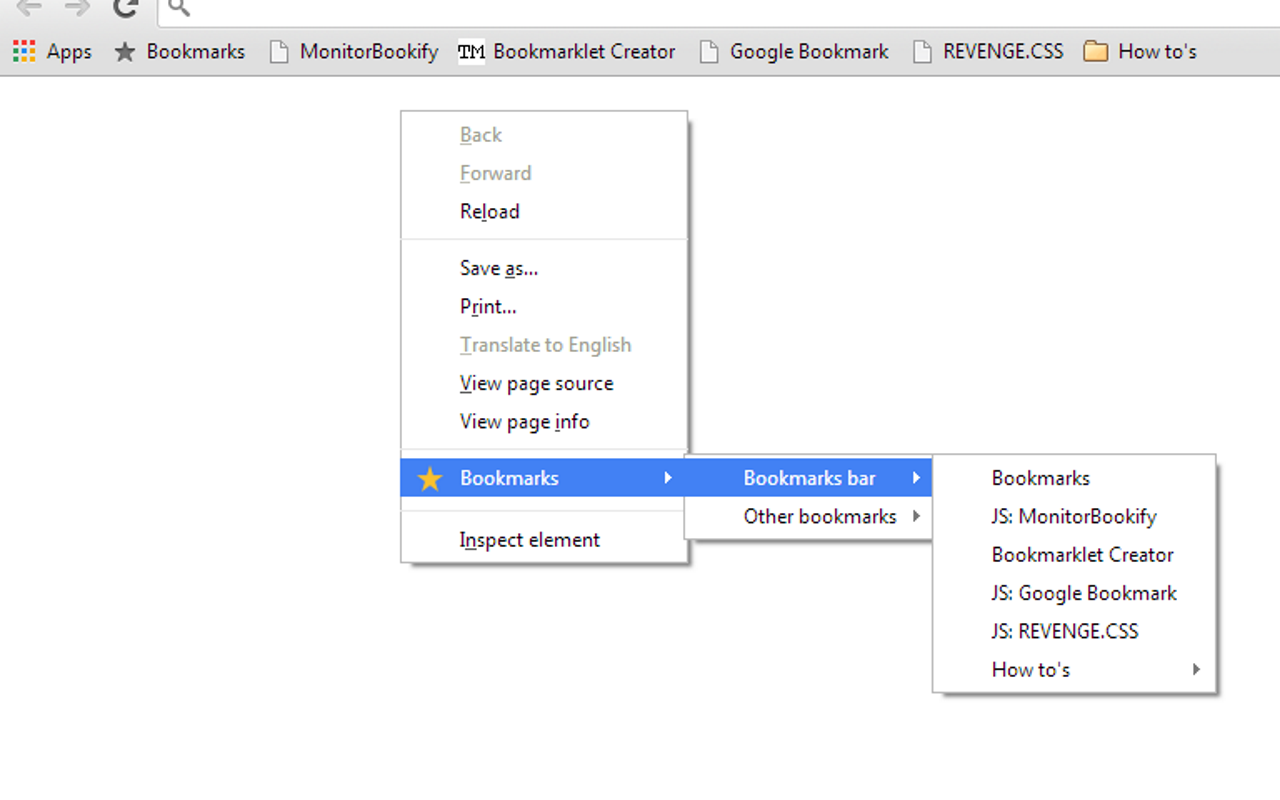 Apps Bookmarks MonitorBookify TM Bookmarklet Creator Google Bookmark REVENGE.CSS How to's
Back
Forward
Reload
Save as...
Print...
Translate to English
View page source
View page info
Bookmarks
Inspect element
Bookmarks bar
Other bookmarks
Bookmarks
JS: MonitorBookify
Bookmarklet Creator
JS: Google Bookmark
JS: REVENGE.CSS
How to's